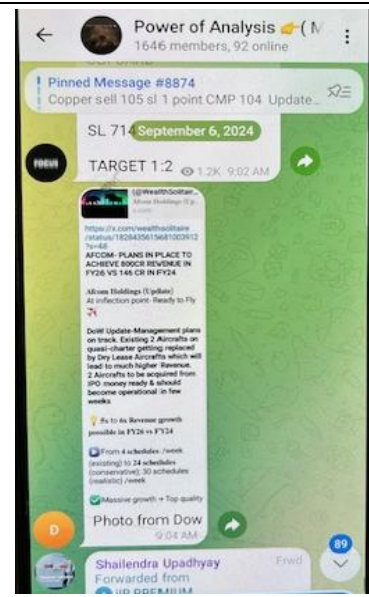 Power of Analysis 👉( M
1646 members, 92 online
Pinned Message #8874
Copper sell 105 sl 1 point CMP 104 Update...
SL 714
September 6, 2024
FOCUS
TARGET 1:2 1.2K 9:02 AM
(@WealthSolitaire...
Afcom Holdings (Up...
x.com
https://x.com/wealthsolitaire
/status/1828435615681003912
?s=48
AFCOM- PLANS IN PLACE TO
ACHIEVE 800CR REVENUE IN
FY26 VS 146 CR IN FY24
Afcom Holdings (Update)
At inflection point- Ready to Fly
DoW Update-Management plans
on track. Existing 2 Aircrafts on
quasi-charter getting replaced
by Dry Lease Aircrafts which will
lead to much higher Revenue.
2 Aircrafts to be acquired from
IPO money ready & should
become operational in few
weeks
💡 5x to 6x Revenue growth
possible in FY26 vs FY24
▶️From 4 schedules /week
(existing) to 24 schedules
(conservative); 30 schedules
(realistic) /week
✅Massive growth + Top quality
D
Photo from Dow
9:04 AM
89
Shailendra Upadhyay Frwd
Forwarded from
PREMIUM